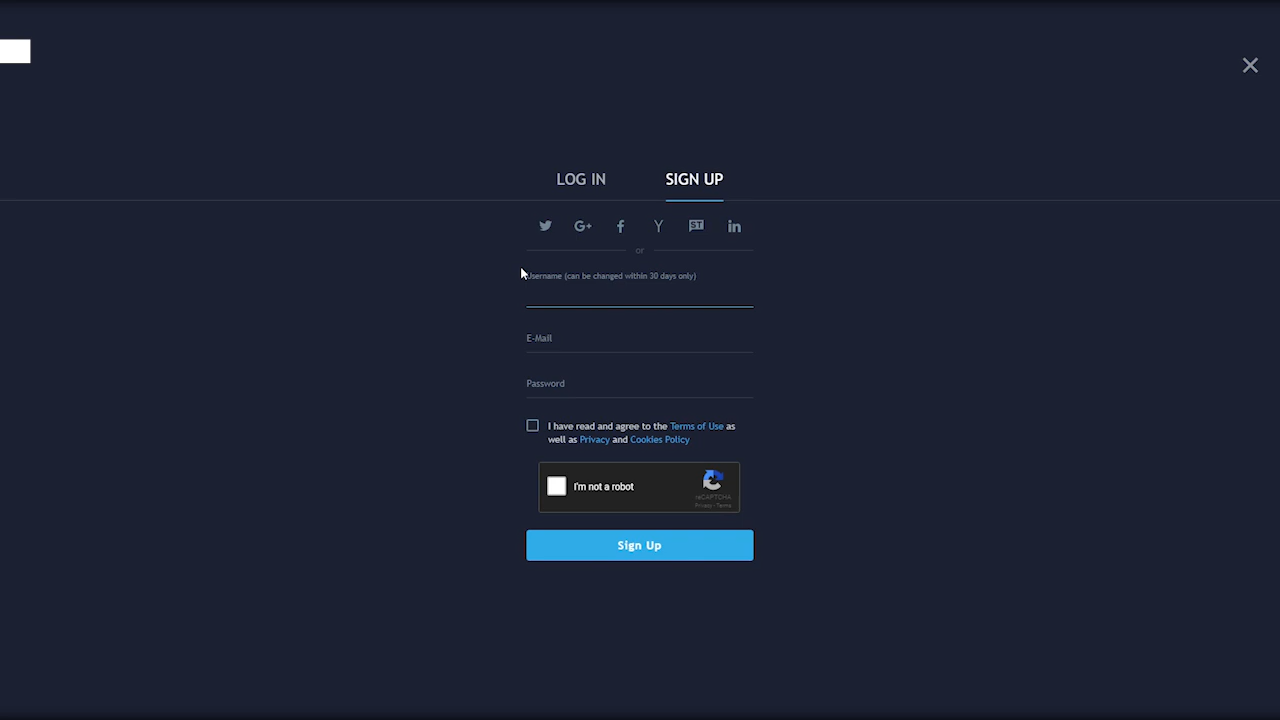 LOG IN SIGN UP
G+ f Y ST in
or
Username (can be changed within 30 days only)
E-Mail
Password
I have read and agree to the Terms of Use as
well as Privacy and Cookies Policy
I'm not a robot
reCAPTCHA
Privacy - Terms
Sign Up